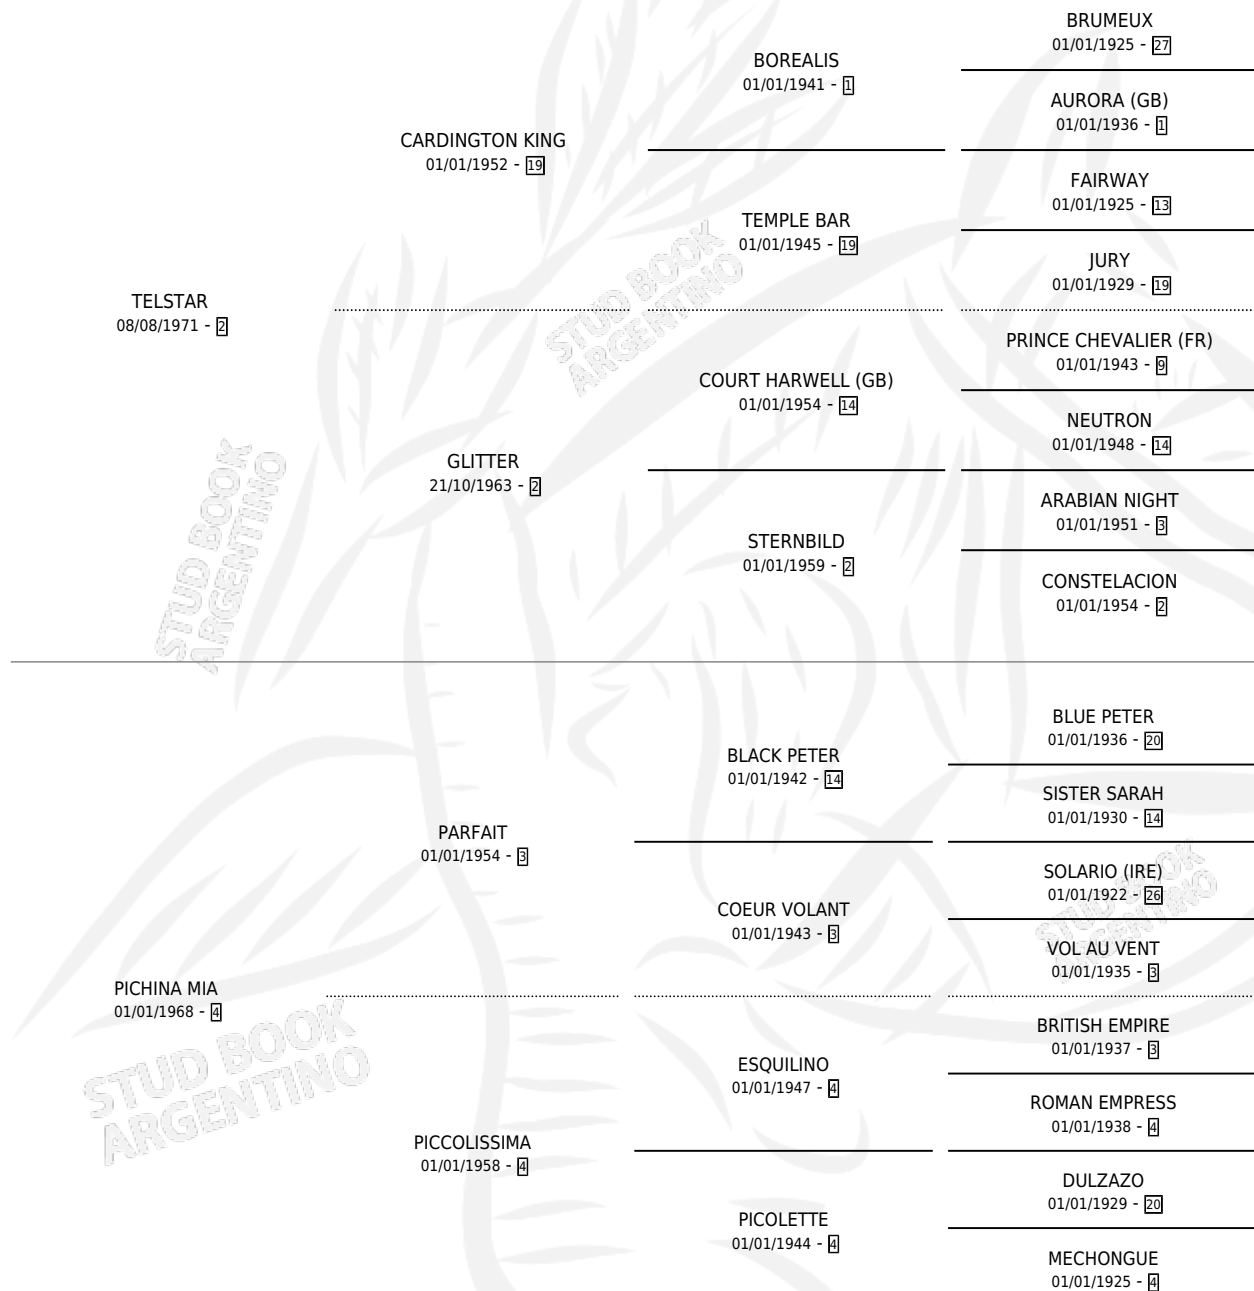 BRUMEUX
01/01/1925 - 27
BOREALIS
01/01/1941 - 1
AURORA (GB)
01/01/1936 - 1
CARDINGTON KING
01/01/1952 - 19
FAIRWAY
01/01/1925 - 13
TEMPLE BAR
01/01/1945 - 19
JURY
01/01/1929 - 19
TELSTAR
08/08/1971 - 2
PRINCE CHEVALIER (FR)
01/01/1943 - 9
COURT HARWELL (GB)
01/01/1954 - 14
NEUTRON
01/01/1948 - 14
GLITTER
21/10/1963 - 2
ARABIAN NIGHT
01/01/1951 - 3
STERNBILD
01/01/1959 - 2
CONSTELACION
01/01/1954 - 2
STUD BOOK
ARGENTINO
STUD BOOK
ARGENTINO
BLUE PETER
01/01/1936 - 20
BLACK PETER
01/01/1942 - 14
SISTER SARAH
01/01/1930 - 14
PARFAIT
01/01/1954 - 3
SOLARIO (IRE)
01/01/1922 - 26
COEUR VOLANT
01/01/1943 - 3
VOL AU VENT
01/01/1935 - 3
PICHINA MIA
01/01/1968 - 4
BRITISH EMPIRE
01/01/1937 - 3
ESQUILINO
01/01/1947 - 4
ROMAN EMPRESS
01/01/1938 - 4
PICCOLISSIMA
01/01/1958 - 4
DULZAZO
01/01/1929 - 20
PICOLETTE
01/01/1944 - 4
MECHONGUE
01/01/1925 - 4
STUD BOOK
ARGENTINO
STUD BOOK
ARGENTINO